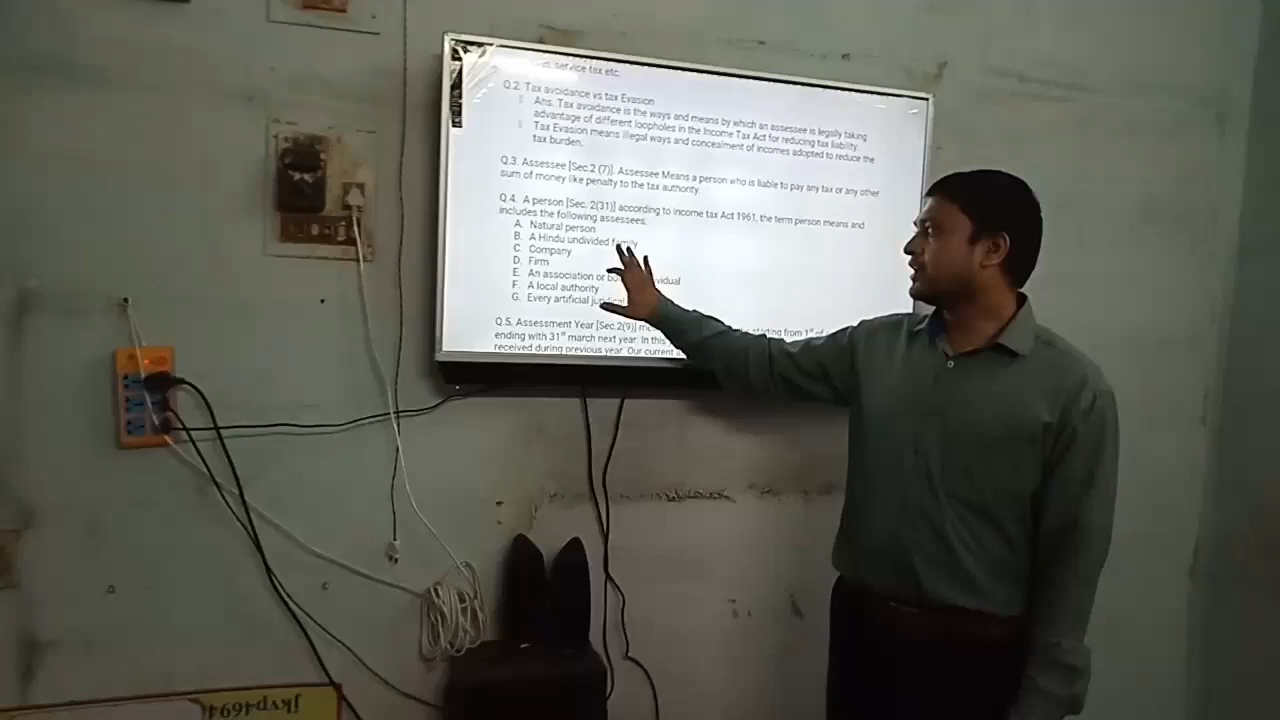 service tax etc.
Q.2. Tax avoidance vs tax Evasion
Ans. Tax avoidance is the ways and means by which an assessee is legally taking
advantage of different loopholes in the Income Tax Act for reducing tax liability
Tax Evasion means illegal ways and concealment of incomes adopted to reduce the
tax burden.
Q.3. Assessee [Sec.2 (7)]. Assessee Means a person who is liable to pay any tax or any other
sum of money like penalty to the tax authority
Q.4. A person [Sec. 2(31)] according to income tax Act 1961, the term person means and
includes the following assessees:
A. Natural person
B. A Hindu undivided family
C. Company
D. Firm
E. An association or
F. A local authority
G. Every artificial
Q.5. Assessment Year [Sec.2(9)] starting from 1st of
ending with 31st march next year. In this
received during previous year. Our current
jkvp4694